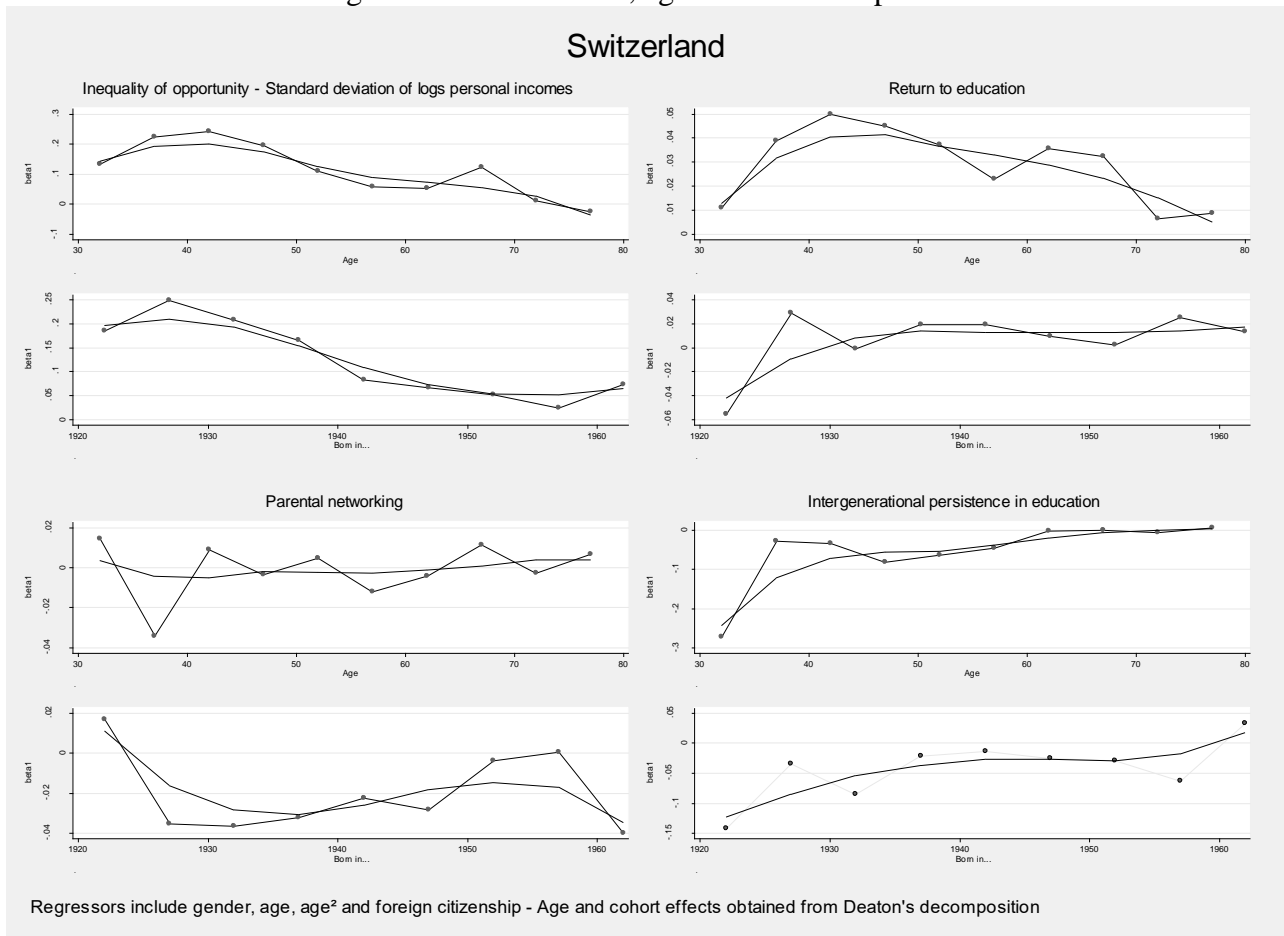 Switzerland
Inequality of opportunity - Standard deviation of logs personal incomes
beta1
.3
.2
.1
0
-.1
30 40 50 60 70 80
Age
beta1
.25
.2
.15
.1
.05
0
1920 1930 1940 1950 1960
Born in...
Return to education
beta1
.05
.04
.03
.02
.01
0
30 40 50 60 70 80
Age
beta1
.04
.02
0
-.02
-.04
-.06
1920 1930 1940 1950 1960
Born in...
Parental networking
beta1
.02
0
-.02
-.04
30 40 50 60 70 80
Age
beta1
.02
0
-.02
-.04
1920 1930 1940 1950 1960
Born in...
Intergenerational persistence in education
beta1
0
-.1
-.2
-.3
30 40 50 60 70 80
Age
beta1
.05
0
-.05
-.1
-.15
1920 1930 1940 1950 1960
Born in...
Regressors include gender, age, age² and foreign citizenship - Age and cohort effects obtained from Deaton's decomposition